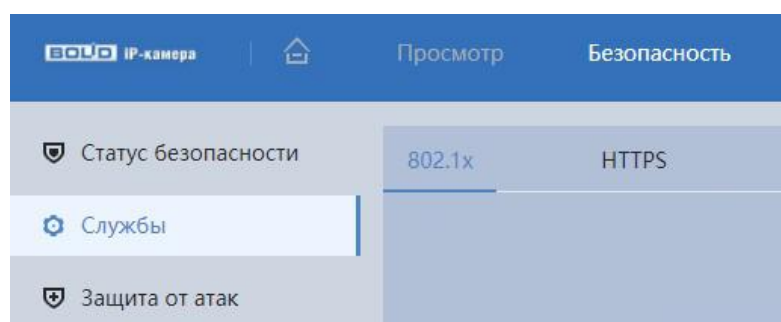 BOLID IP-камера
Просмотр
Безопасность
Статус безопасности
Службы
Защита от атак
802.1x
HTTPS